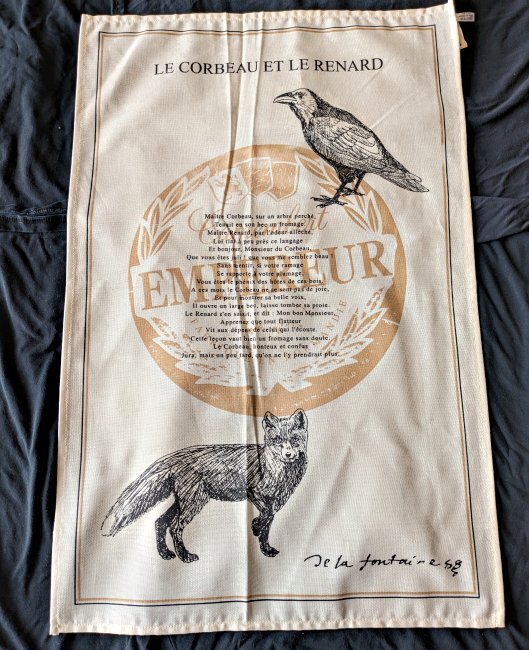 LE CORBEAU ET LE RENARD
EMPEREUR
Maître Corbeau, sur un arbre perché,
Tenait en son bec un fromage.
Maître Renard, par l'odeur alléché,
Lui tint à peu près ce langage :
Et bonjour, Monsieur du Corbeau,
Que vous êtes joli ! que vous me semblez beau !
Sans mentir, si votre ramage
Se rapporte à votre plumage,
Vous êtes le phénix des hôtes de ces bois.
A ces mots le Corbeau ne se sent pas de joie,
Et pour montrer sa belle voix,
Il ouvre un large bec, laisse tomber sa proie.
Le Renard s'en saisit, et dit : Mon bon Monsieur,
Apprenez que tout flatteur
Vit aux dépens de celui qui l'écoute.
Cette leçon vaut bien un fromage sans doute.
Le Corbeau honteux et confus
Jura, mais un peu tard, qu'on ne l'y prendrait plus.
De la fontaine